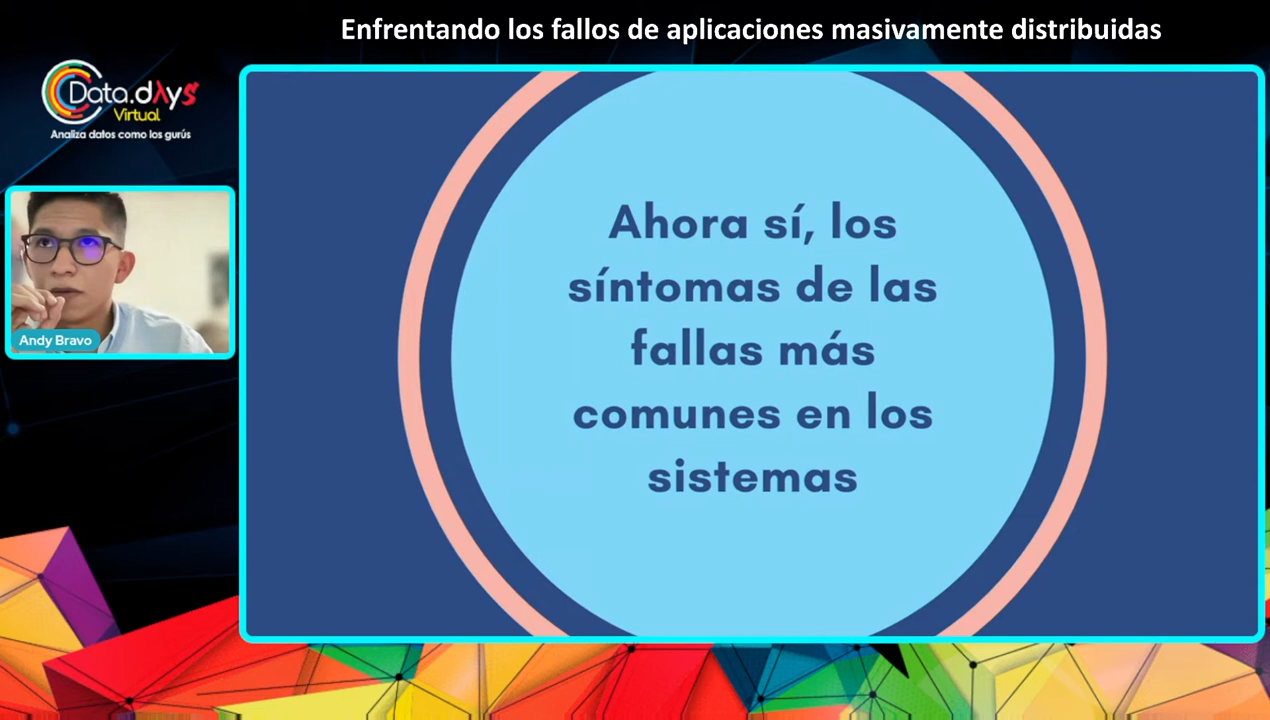 Enfrentando los fallos de aplicaciones masivamente distribuidas
Data.dλys
Virtual
Analiza datos como los gurús
Andy Bravo
Ahora sí, los
síntomas de las
fallas más
comunes en los
sistemas